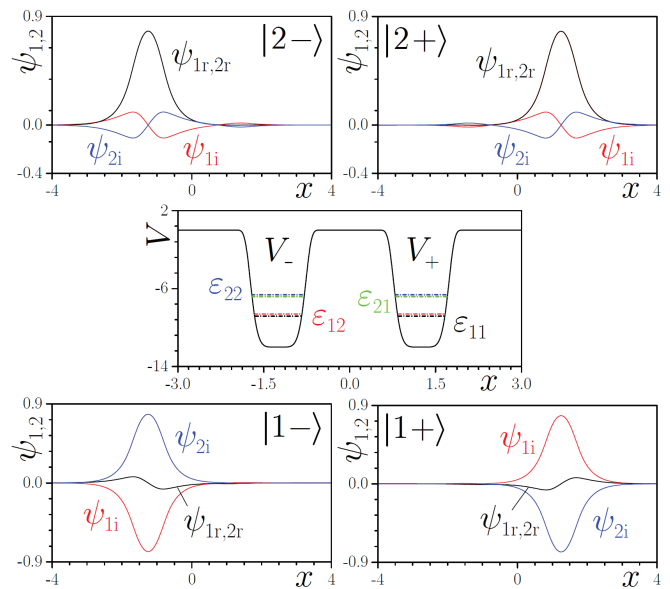 0.9 |2−⟩ |2+⟩
ψ1,2 ψ1r,2r ψ1r,2r
0.0 0.0
ψ2i ψ1i ψ2i ψ1i
-0.4 -0.4
-4 0 x 4 -4 0 x 4
2
V V- V+
-6 ε22 ε21
ε12 ε11
-14
-3.0 -1.5 0.0 1.5 x 3.0
0.9 |1−⟩ 0.9 |1+⟩
ψ1,2 ψ2i ψ1,2 ψ1i
0.0 0.0
ψ1i ψ1r,2r ψ1r,2r ψ2i
-0.9 -0.9
-4 0 x 4 -4 0 x 4